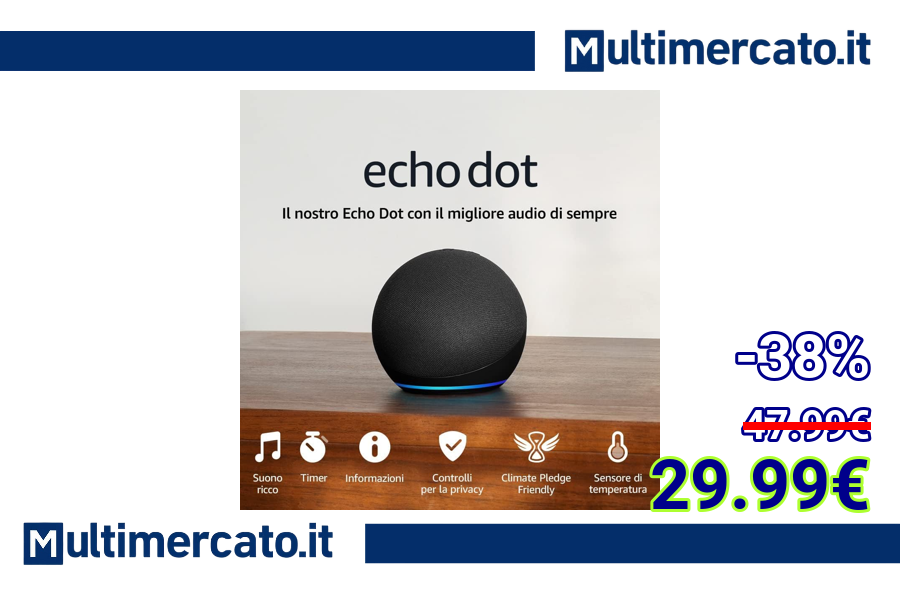 Multimercato.it
echo dot
Il nostro Echo Dot con il migliore audio di sempre
-38%
47.99€
29.99€
Suono
ricco
Timer
Informazioni
Controlli
per la privacy
Climate Pledge
Friendly
Sensore di
temperatura
Multimercato.it